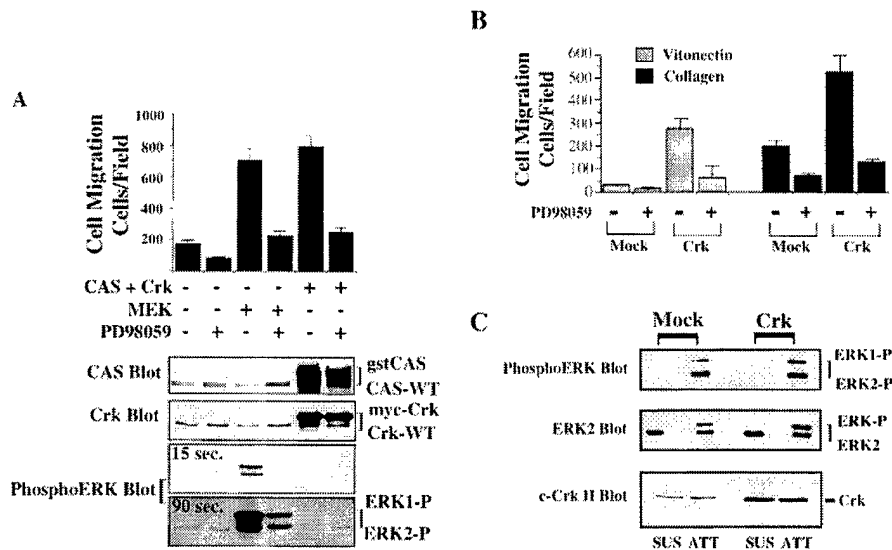 A
Cell Migration
Cells/Field
1000
800
600
400
200
CAS + Crk - - - - + +
MEK - - + + - -
PD98059 - + - + - +
CAS Blot
gstCAS
CAS-WT
Crk Blot
myc-Crk
Crk-WT
PhosphoERK Blot
15 sec.
90 sec.
ERK1-P
ERK2-P
B
Cell Migration
Cells/Field
600
500
400
300
200
100
0
Vitonectin
Collagen
PD98059 - + - + - + - +
Mock Crk Mock Crk
C
Mock Crk
PhosphoERK Blot
ERK1-P
ERK2-P
ERK2 Blot
ERK-P
ERK2
c-Crk II Blot
Crk
SUS ATT SUS ATT